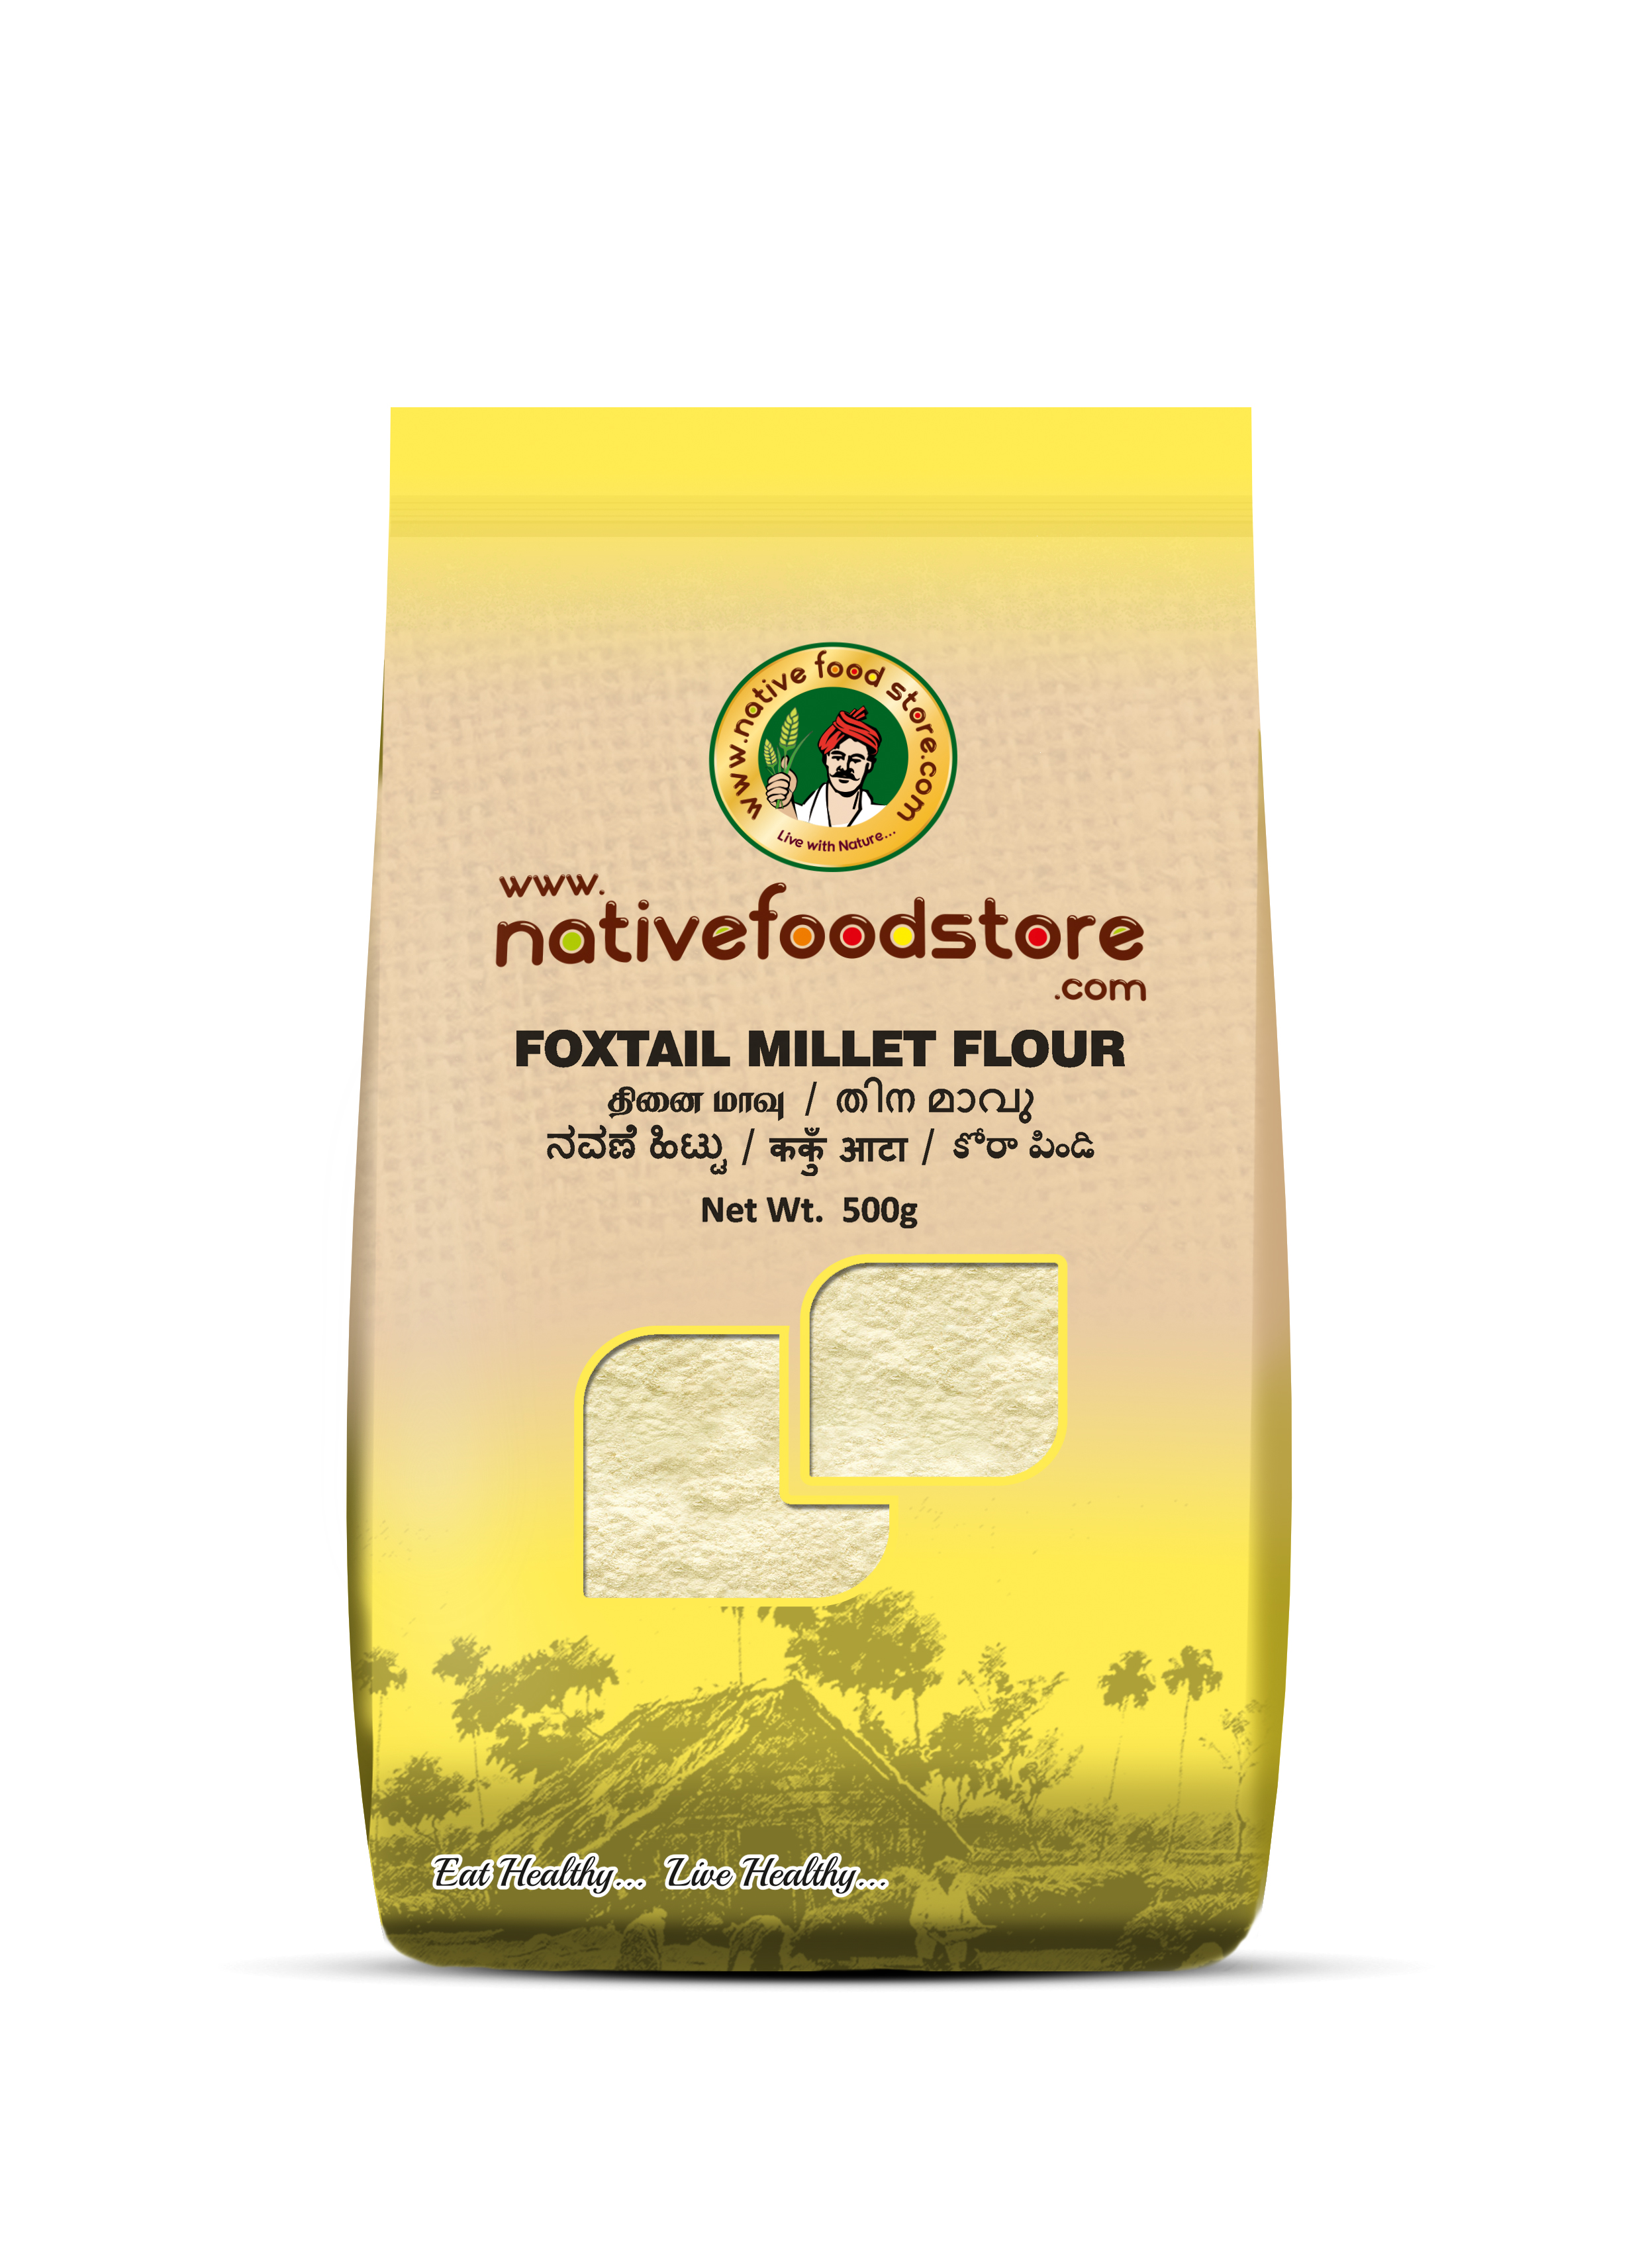 www.native food store.com
Live with Nature...
www.
nativefoodstore
.com
FOXTAIL MILLET FLOUR
தினை மாவு / തിന മാവു
ನವಣೆ ಹಿಟ್ಟು / ककुँ आटा / కోరా పిండి
Net Wt. 500g
Eat Healthy... Live Healthy...